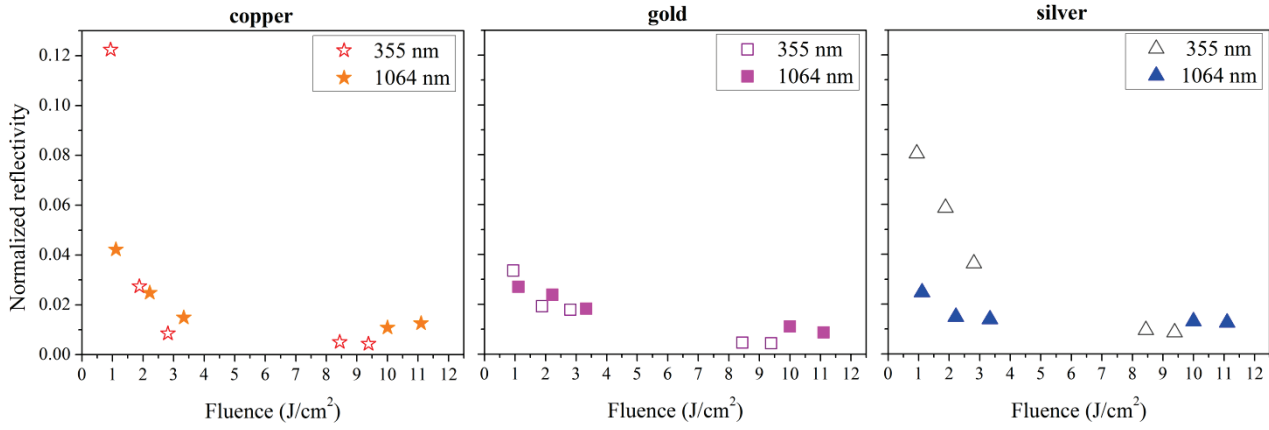 copper
gold
silver
355 nm
1064 nm
355 nm
1064 nm
355 nm
1064 nm
Normalized reflectivity
0.12
0.10
0.08
0.06
0.04
0.02
0.00
0 1 2 3 4 5 6 7 8 9 10 11 12
0 1 2 3 4 5 6 7 8 9 10 11 12
0 1 2 3 4 5 6 7 8 9 10 11 12
Fluence (J/cm²)
Fluence (J/cm²)
Fluence (J/cm²)